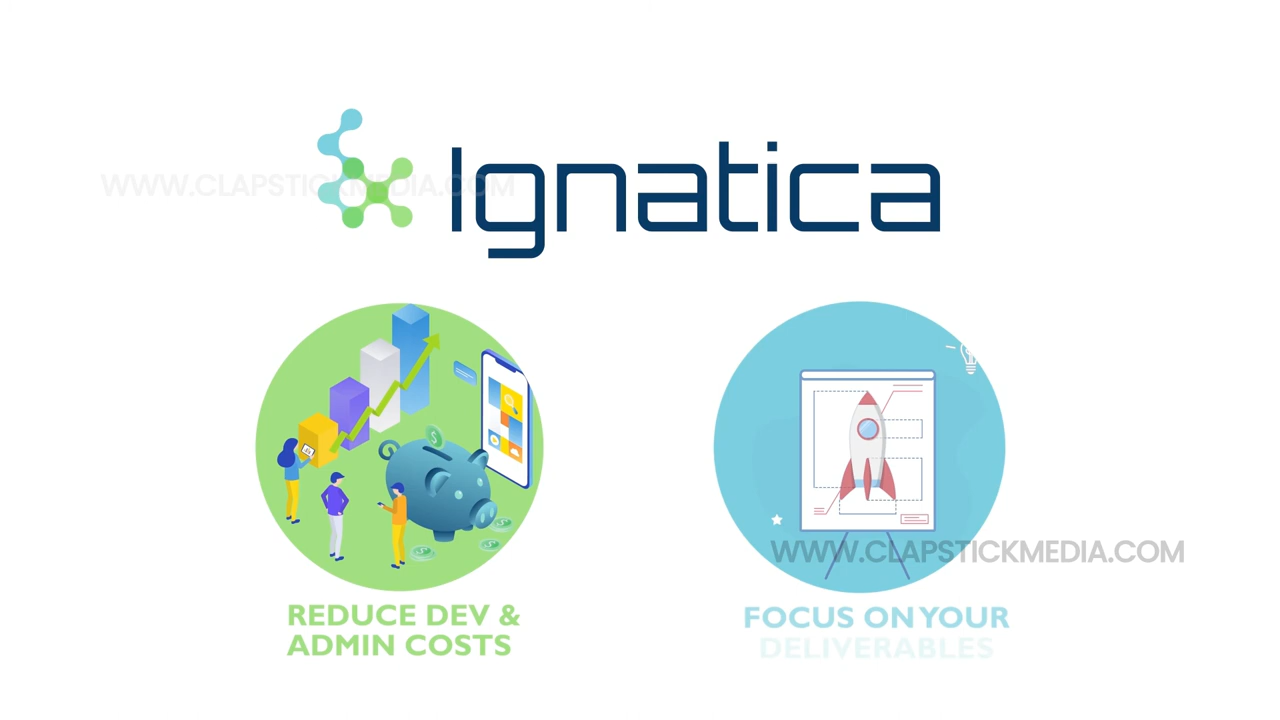 WWW.CLAPSTICKMEDIA.COM
Ignatica
WWW.CLAPSTICKMEDIA.COM
REDUCE DEV &
ADMIN COSTS
FOCUS ON YOUR
DELIVERABLES